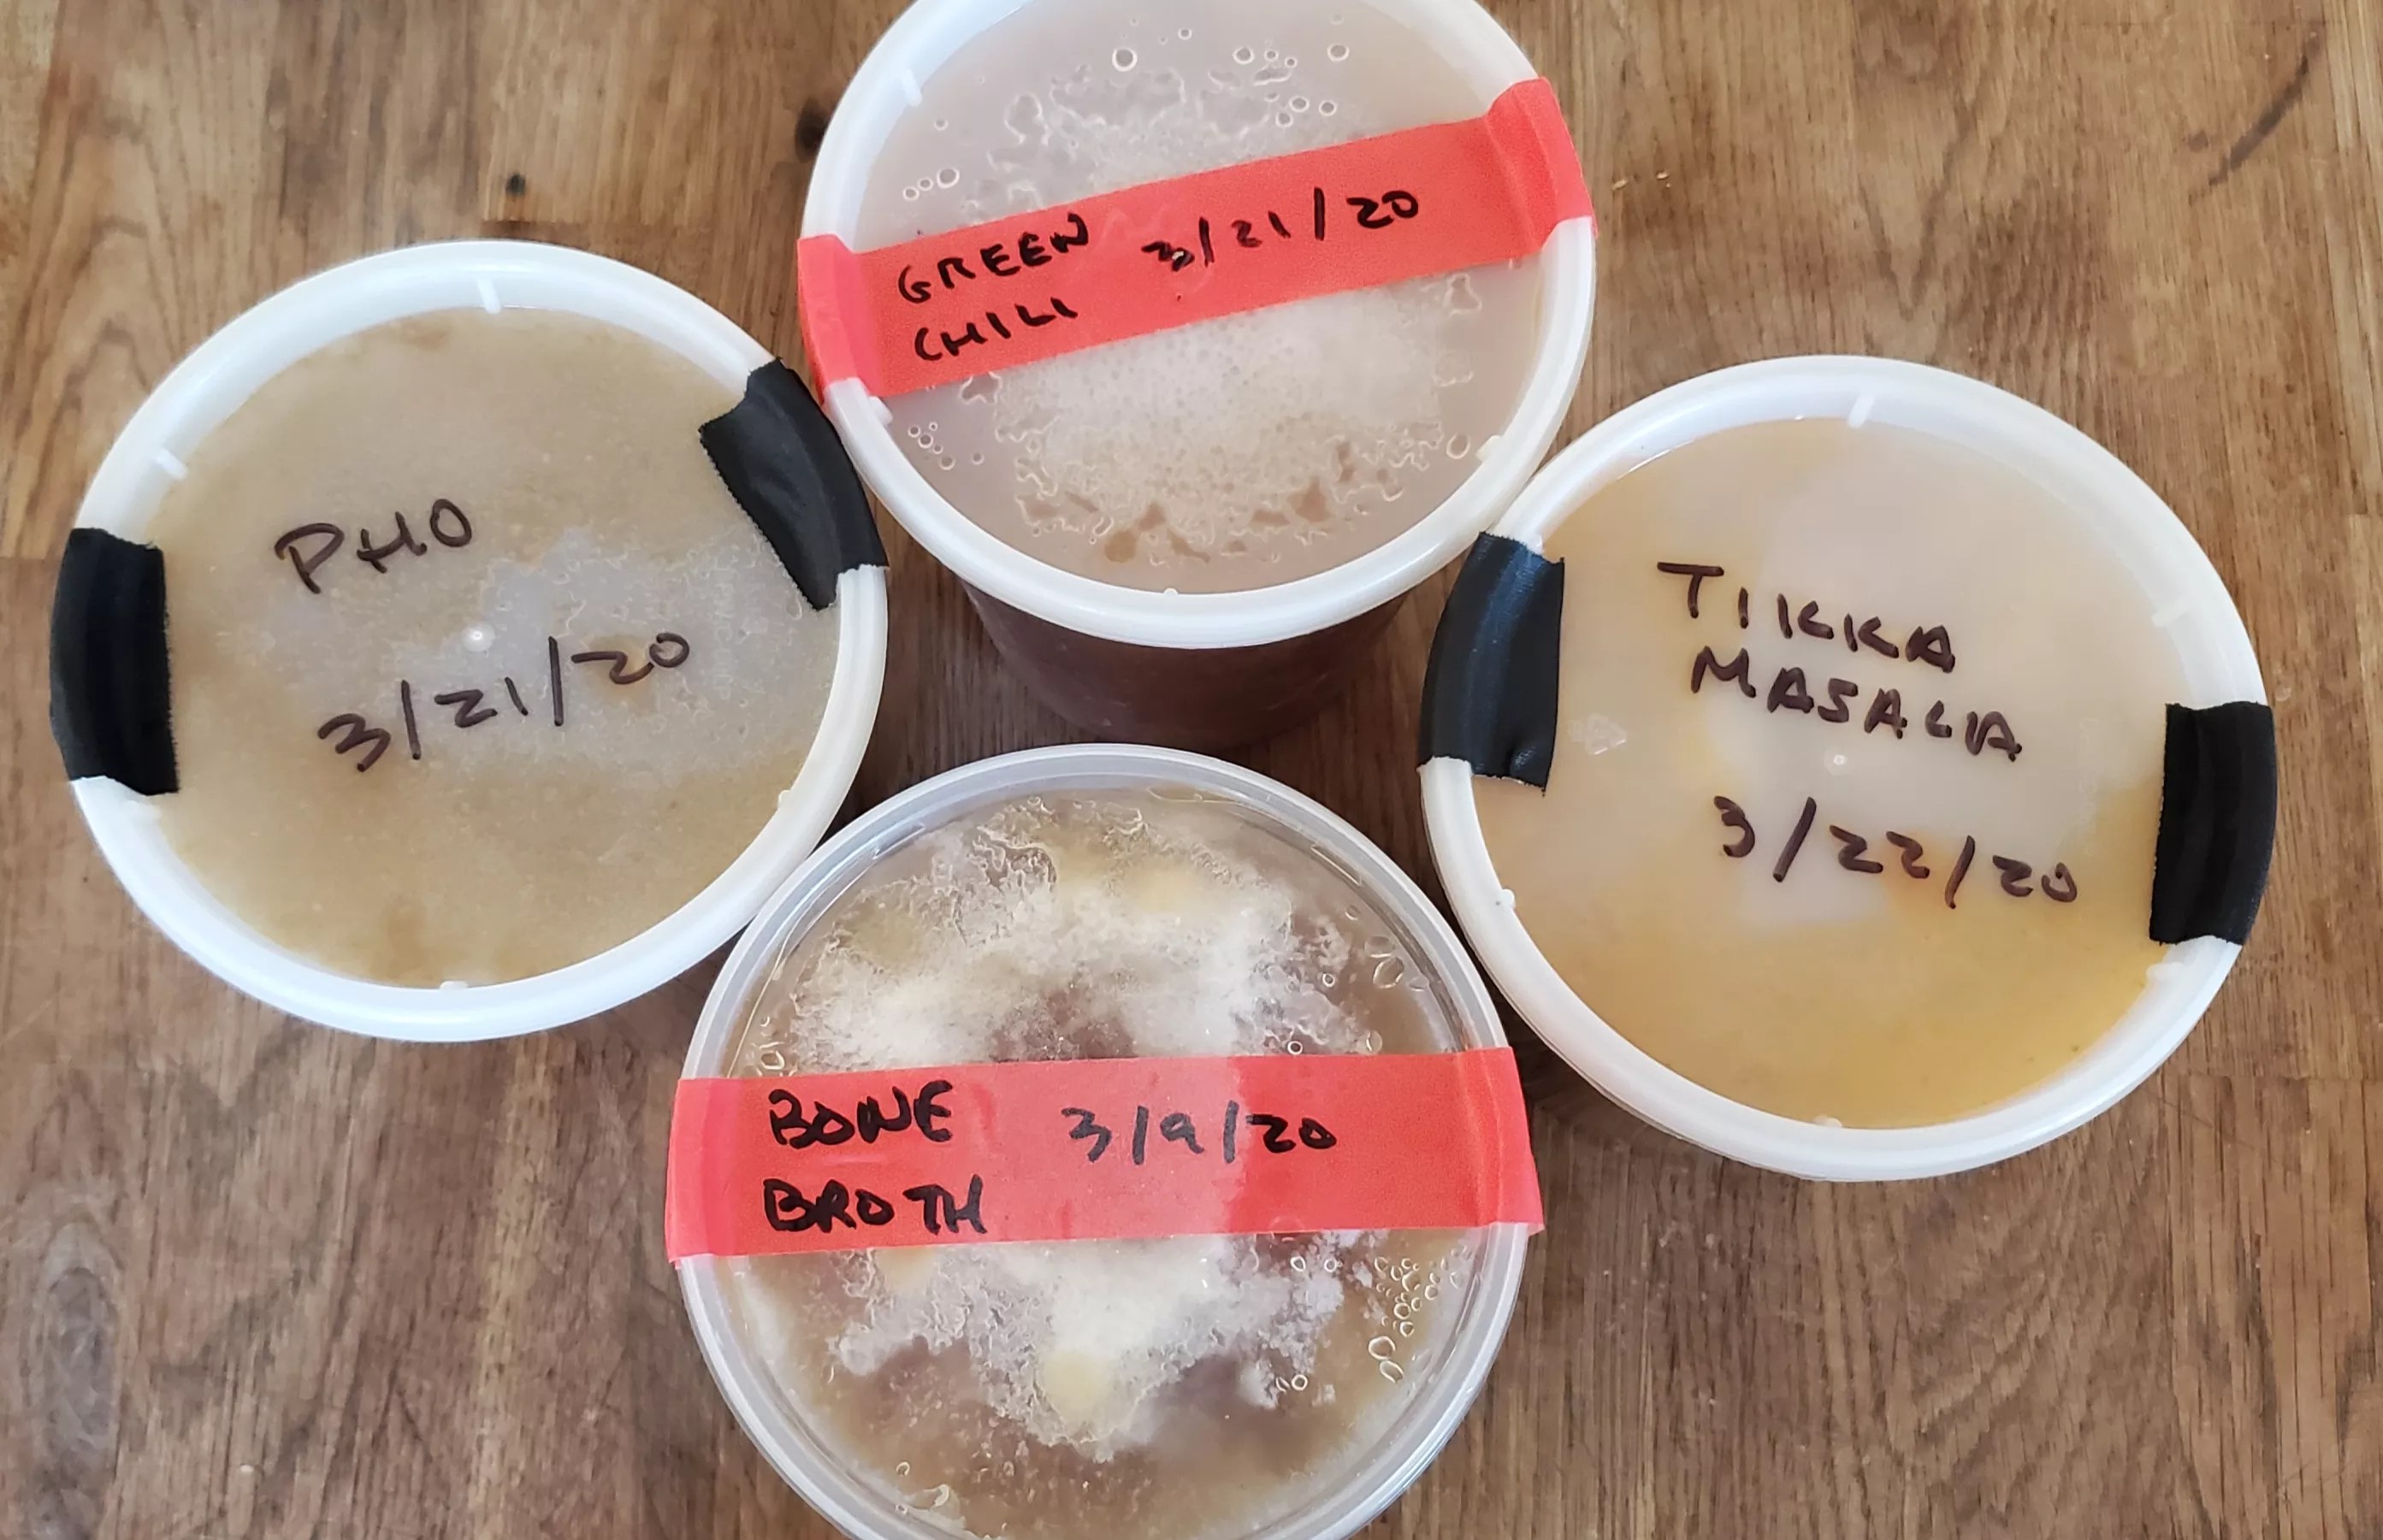 GREEN 3/21/20
CHILI
PHO
3/21/20
TIKKA
MASALA
3/22/20
BONE 3/9/20
BROTH